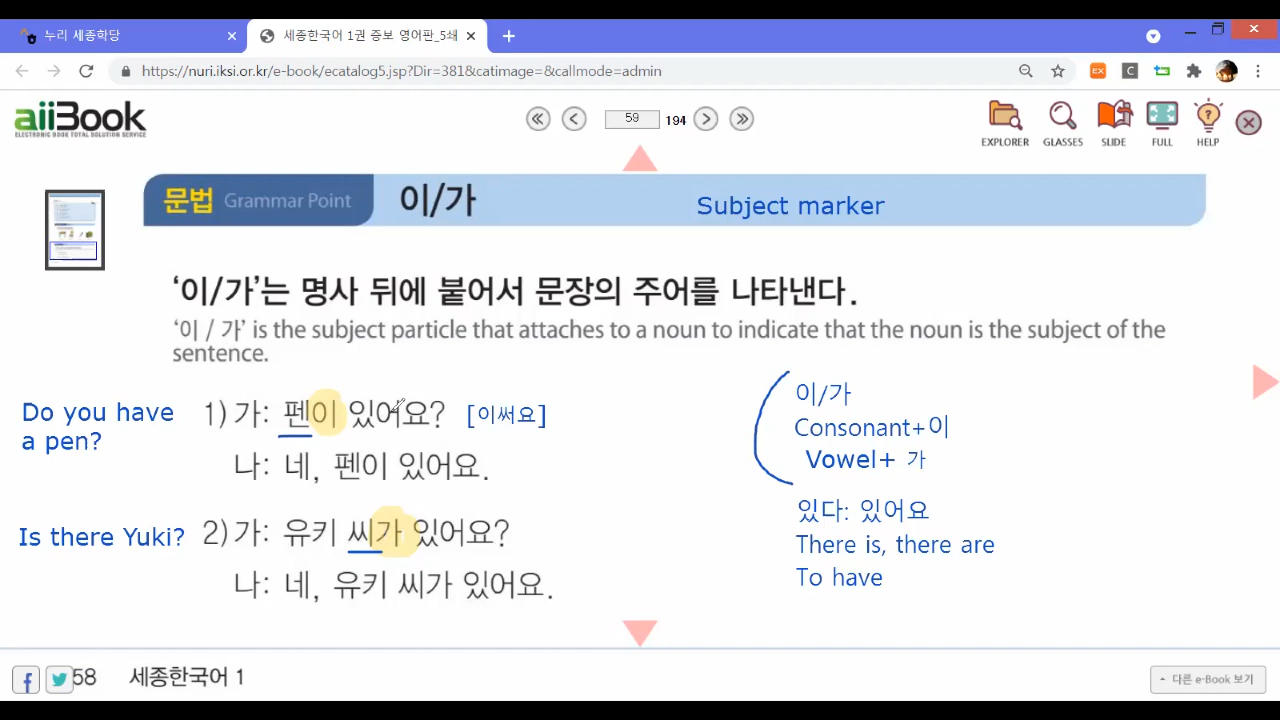 누리 세종학당
세종한국어 1권 증보 영어판_5쇄
https://nuri.iksi.or.kr/e-book/ecatalog5.jsp?Dir=381&catimage=&callmode=admin
EX
C
aiiBook
ELECTRONIC BOOK TOTAL SOLUTION SERVICE
59 194
EXPLORER GLASSES SLIDE FULL HELP
문법 Grammar Point 이/가 Subject marker
‘이/가’는 명사 뒤에 붙어서 문장의 주어를 나타낸다.
‘이 / 가’ is the subject particle that attaches to a noun to indicate that the noun is the subject of the
sentence.
Do you have
a pen?
1) 가: 펜이 있어요? [이써요]
나: 네, 펜이 있어요.
Is there Yuki?
2) 가: 유키 씨가 있어요?
나: 네, 유키 씨가 있어요.
이/가
Consonant+이
Vowel+ 가
있다: 있어요
There is, there are
To have
58 세종한국어 1
다른 e-Book 보기